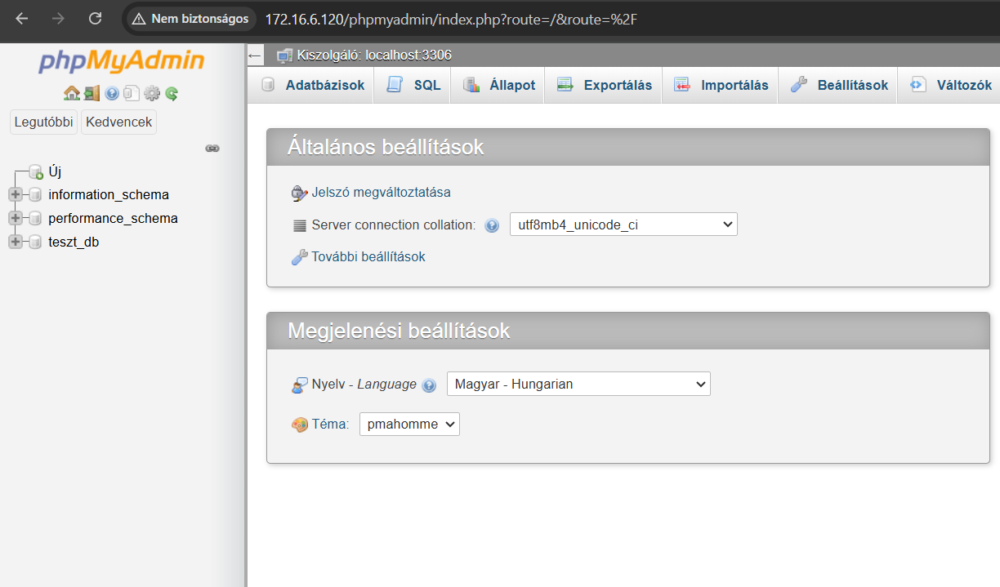 Nem biztonságos 172.16.6.120/phpmyadmin/index.php?route=/&route=%2F
phpMyAdmin
Legutóbbi Kedvencek
Új
information_schema
performance_schema
teszt_db
← Kiszolgáló: localhost:3306
Adatbázisok SQL Állapot Exportálás Importálás Beállítások Változók
Általános beállítások
Jelszó megváltoztatása
Server connection collation: utf8mb4_unicode_ci
További beállítások
Megjelenési beállítások
Nyelv - Language Magyar - Hungarian
Téma: pmahomme